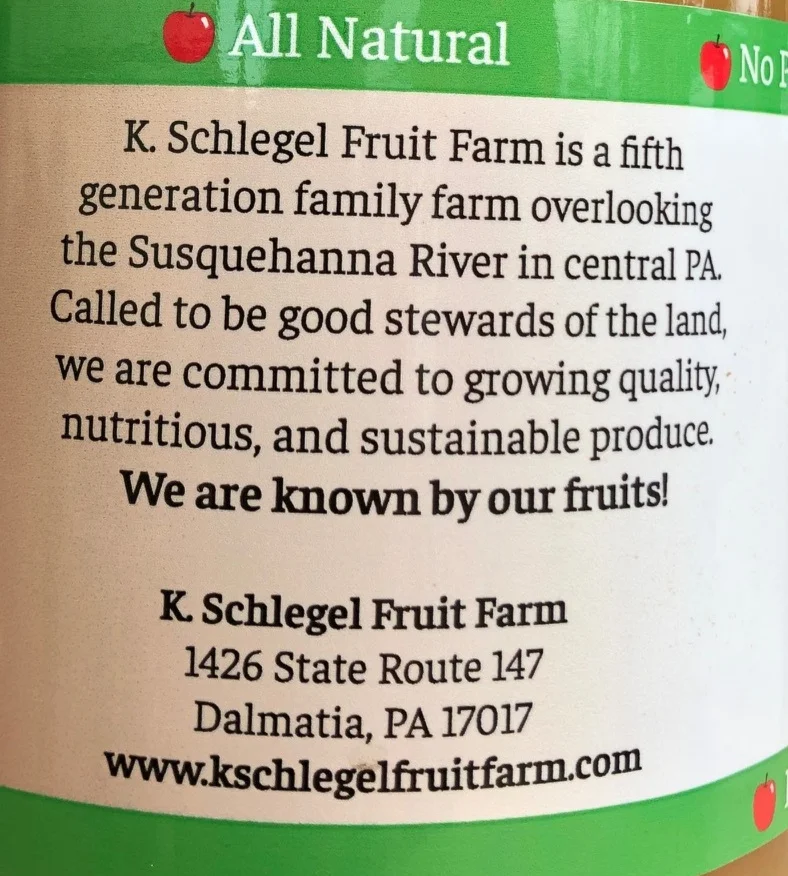 All Natural
No
K. Schlegel Fruit Farm is a fifth
generation family farm overlooking
the Susquehanna River in central PA.
Called to be good stewards of the land,
we are committed to growing quality,
nutritious, and sustainable produce.
We are known by our fruits!
K. Schlegel Fruit Farm
1426 State Route 147
Dalmatia, PA 17017
www.kschlegelfruitfarm.com